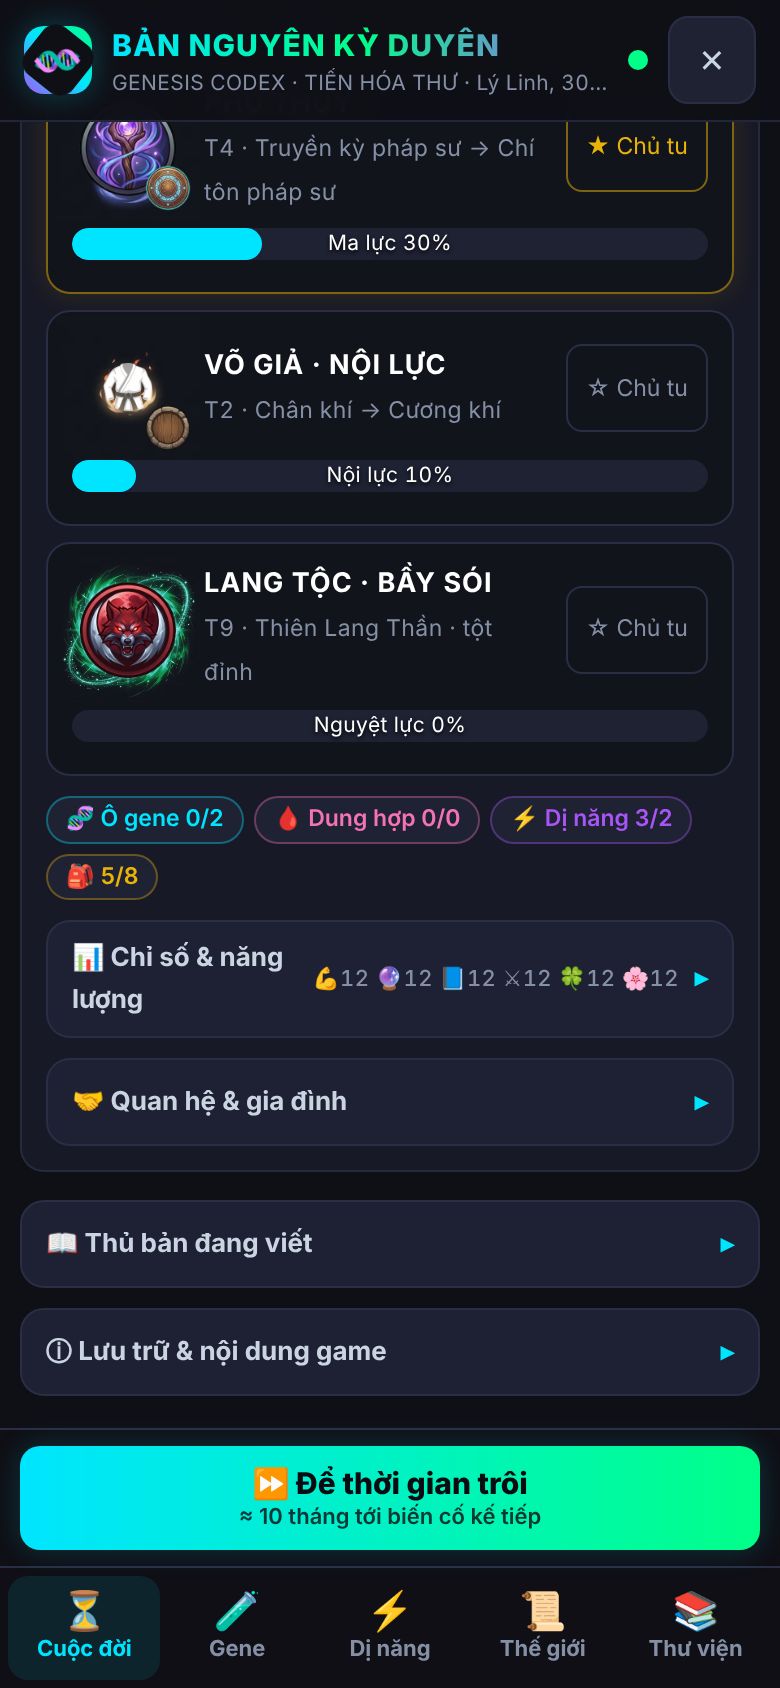 BẢN NGUYÊN KỲ DUYÊN
GENESIS CODEX · TIẾN HÓA THƯ · Lý Linh, 30...
✕
T4 · Truyền kỳ pháp sư → Chí
tôn pháp sư
★ Chủ tu
Ma lực 30%
VÕ GIẢ · NỘI LỰC
T2 · Chân khí → Cương khí
☆ Chủ tu
Nội lực 10%
LANG TỘC · BẦY SÓI
T9 · Thiên Lang Thần · tột
đỉnh
☆ Chủ tu
Nguyệt lực 0%
🧬 Ô gene 0/2
🩸 Dung hợp 0/0
⚡ Dị năng 3/2
🎒 5/8
📊 Chỉ số & năng
lượng
💪12 🔮12 📘12 ⚔12 🍀12 🌸12 ▶
🤝 Quan hệ & gia đình ▶
📖 Thủ bản đang viết ▶
ⓘ Lưu trữ & nội dung game ▶
⏩ Để thời gian trôi
≈ 10 tháng tới biến cố kế tiếp
Cuộc đời
Gene
Dị năng
Thế giới
Thư viện